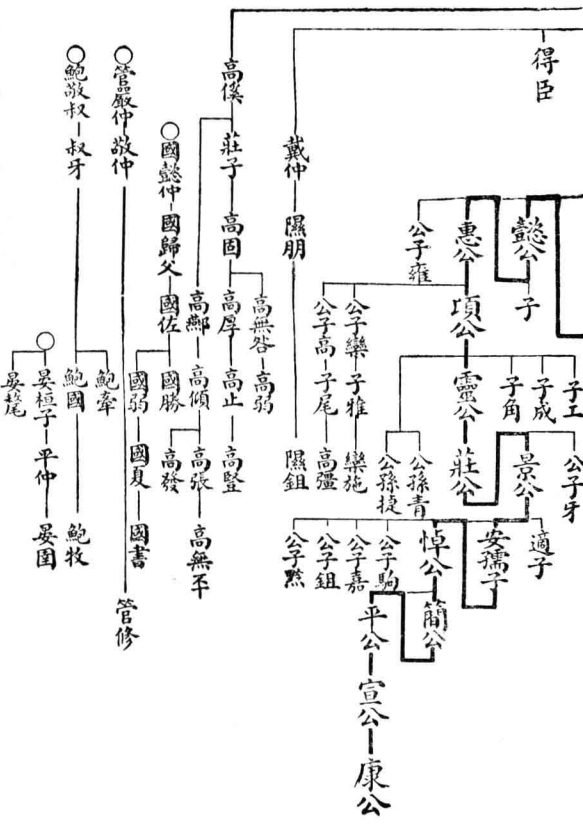 得臣
懿公
子
惠公
公子雍
項公
公子欒
子雅
欒施
公子高
子尾
高彊
子工
子成
子角
靈公
公孫青
公孫捷
公子牙
景公
莊公
適子
安孺子
悼公
公子駒
公子嘉
公子鉏
公子黚
簡公
平公
宣公
康公
戴仲
隰朋
隰鉏
高傒
莊子
高固
高無咎
高弱
高厚
高止
高豎
高酀
高傾
高張
高無㔻
高發
國懿仲
國歸父
國佐
國勝
國弱
國夏
國書
管嚴仲
敬仲
管修
鮑敬叔
叔牙
鮑牽
鮑國
鮑牧
晏桓子
平仲
晏圉
晏氂